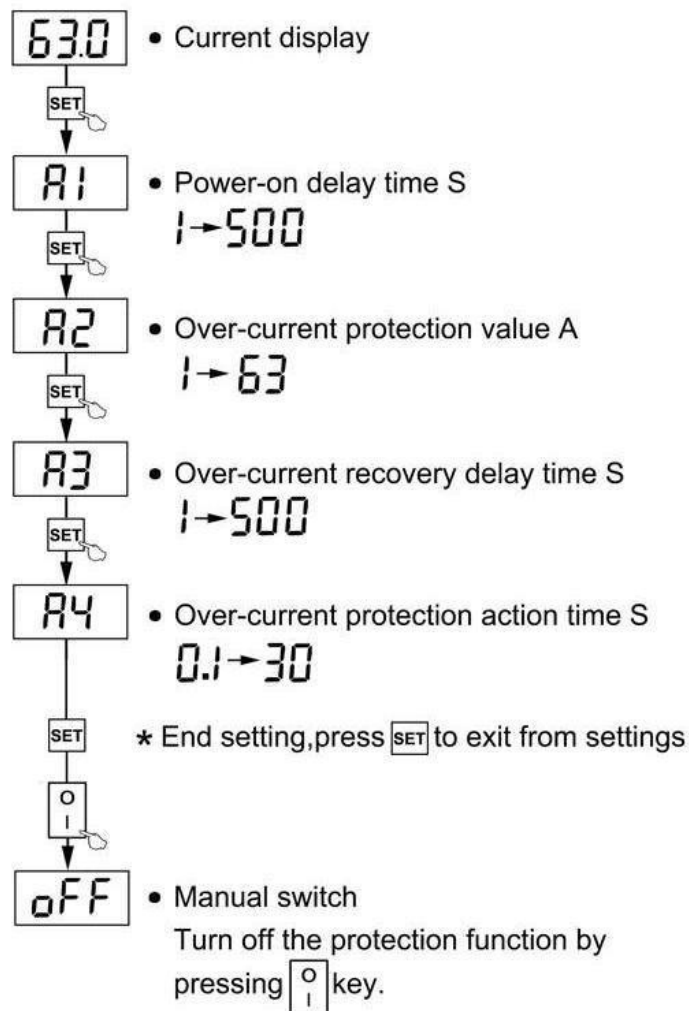 63.0 • Current display
SET
A1 • Power-on delay time S
1→500
SET
A2 • Over-current protection value A
1→63
SET
A3 • Over-current recovery delay time S
1→500
SET
A4 • Over-current protection action time S
0.1→30
SET * End setting,press SET to exit from settings
O
I
oFF • Manual switch
Turn off the protection function by
pressing O I key.